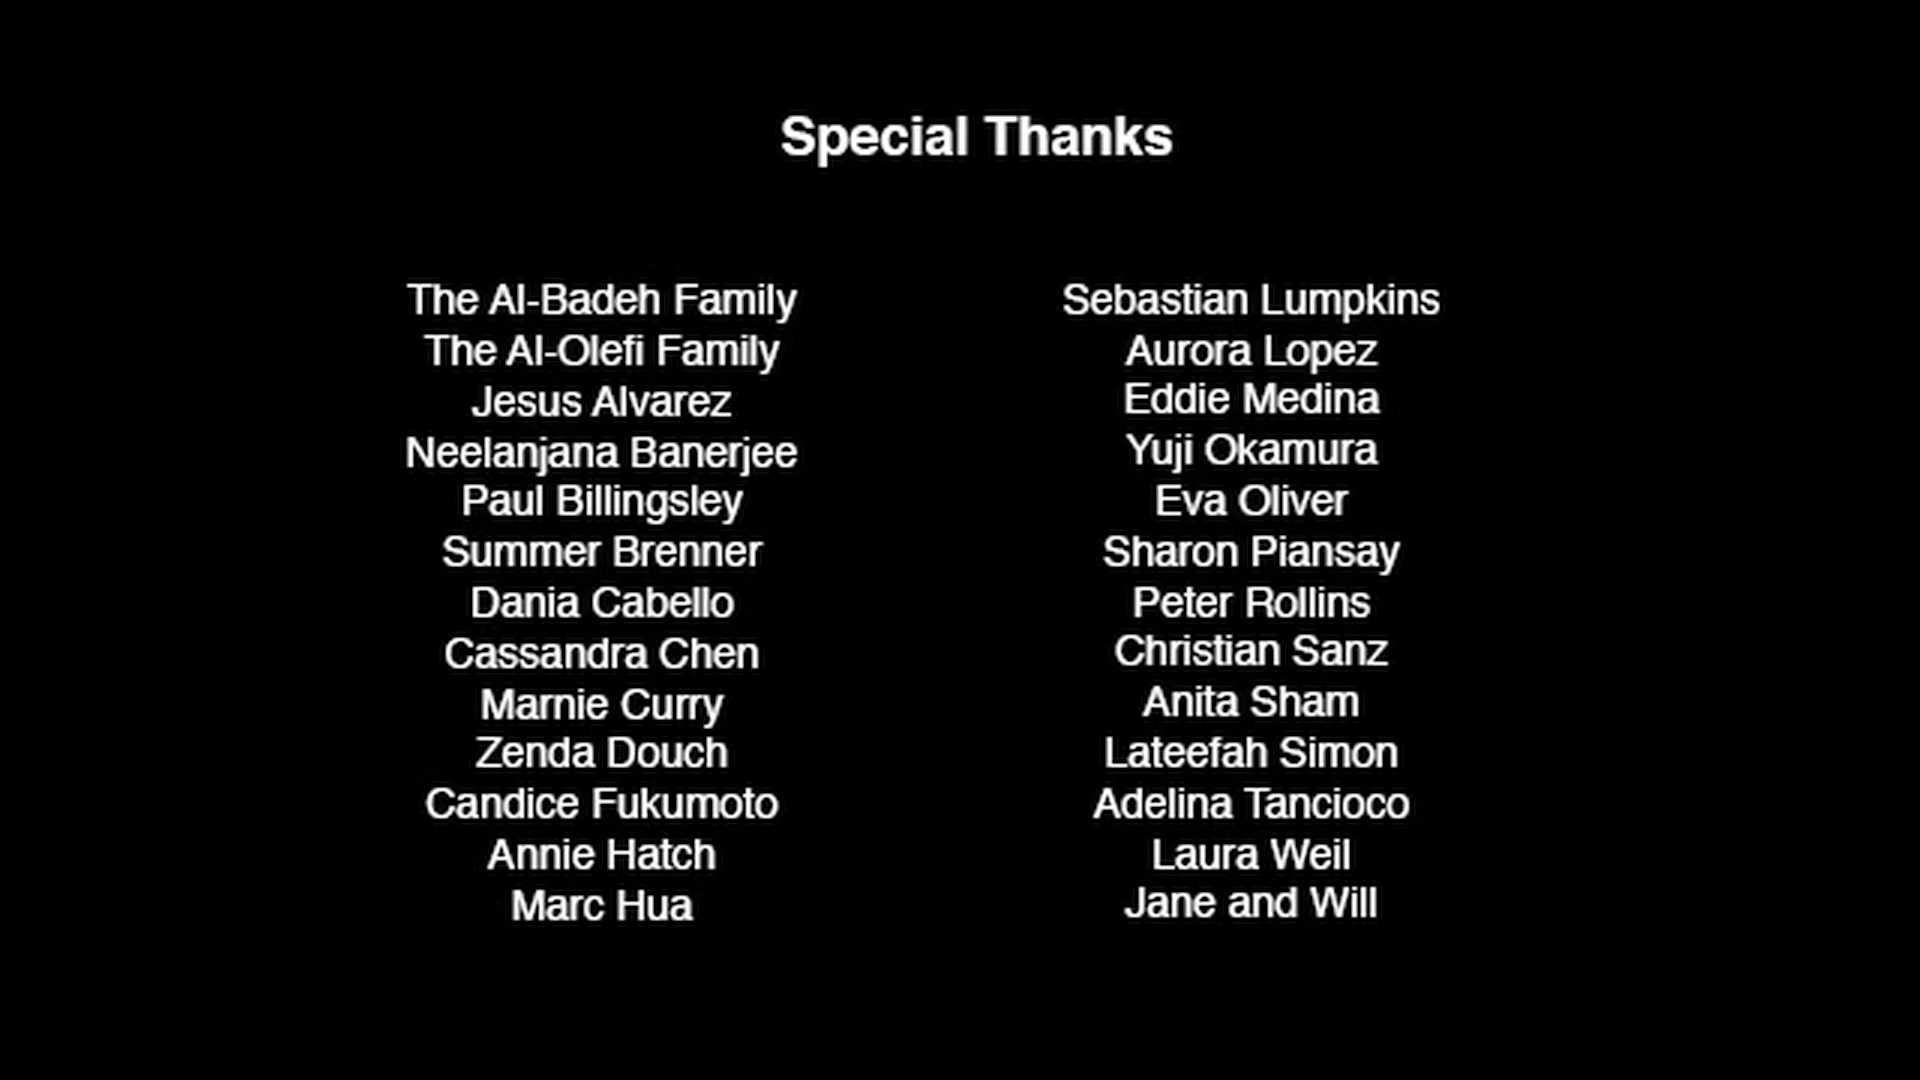 Special Thanks
The Al-Badeh Family
The Al-Olefi Family
Jesus Alvarez
Neelanjana Banerjee
Paul Billingsley
Summer Brenner
Dania Cabello
Cassandra Chen
Marnie Curry
Zenda Douch
Candice Fukumoto
Annie Hatch
Marc Hua
Sebastian Lumpkins
Aurora Lopez
Eddie Medina
Yuji Okamura
Eva Oliver
Sharon Piansay
Peter Rollins
Christian Sanz
Anita Sham
Lateefah Simon
Adelina Tancioco
Laura Weil
Jane and Will